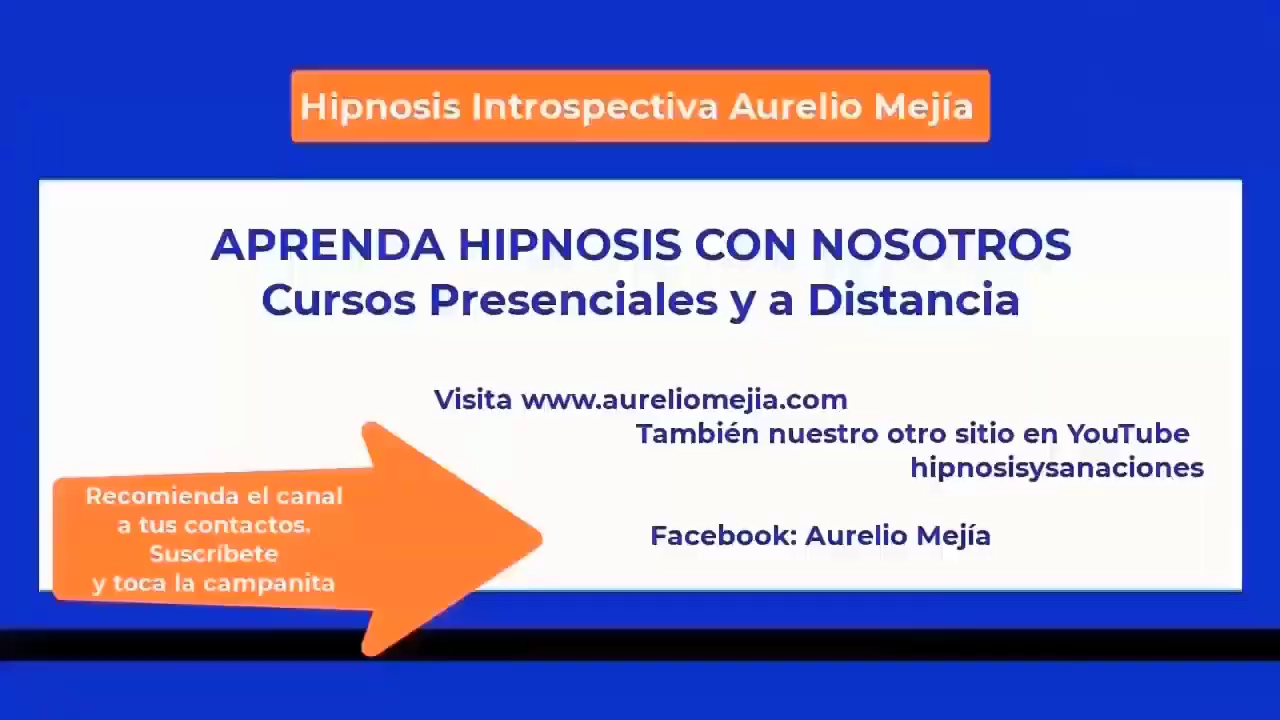 Hipnosis Introspectiva Aurelio Mejía
APRENDA HIPNOSIS CON NOSOTROS
Cursos Presenciales y a Distancia
Visita www.aureliomejia.com
También nuestro otro sitio en YouTube
hipnosisysanaciones
Facebook: Aurelio Mejía
Recomienda el canal
a tus contactos.
Suscríbete
y toca la campanita